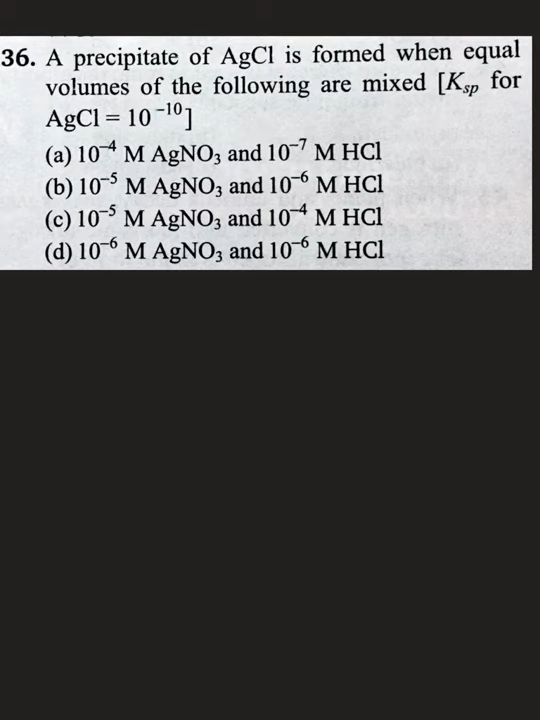 36. A precipitate of AgCl is formed when equal
volumes of the following are mixed [Kₛₚ for
AgCl = 10⁻¹⁰]
(a) 10⁻⁴ M AgNO₃ and 10⁻⁷ M HCl
(b) 10⁻⁵ M AgNO₃ and 10⁻⁶ M HCl
(c) 10⁻⁵ M AgNO₃ and 10⁻⁴ M HCl
(d) 10⁻⁶ M AgNO₃ and 10⁻⁶ M HCl